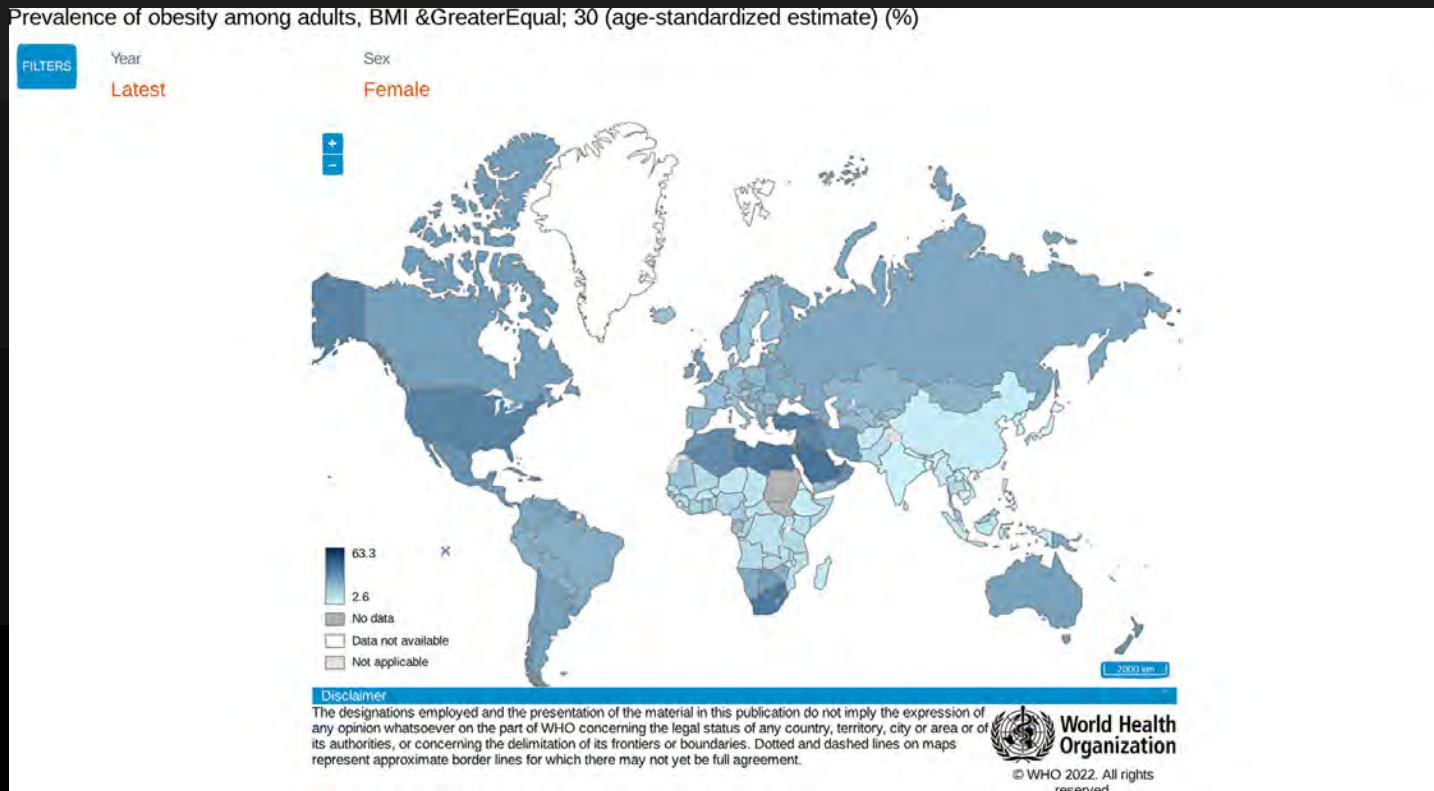 Prevalence of obesity among adults, BMI &GreaterEqual; 30 (age-standardized estimate) (%)
FILTERS
Year
Sex
Latest
Female
+
−
63.3
2.6
No data
Data not available
Not applicable
2000 km
Disclaimer
The designations employed and the presentation of the material in this publication do not imply the expression of
any opinion whatsoever on the part of WHO concerning the legal status of any country, territory, city or area or of
its authorities, or concerning the delimitation of its frontiers or boundaries. Dotted and dashed lines on maps
represent approximate border lines for which there may not yet be full agreement.
World Health
Organization
© WHO 2022. All rights
reserved